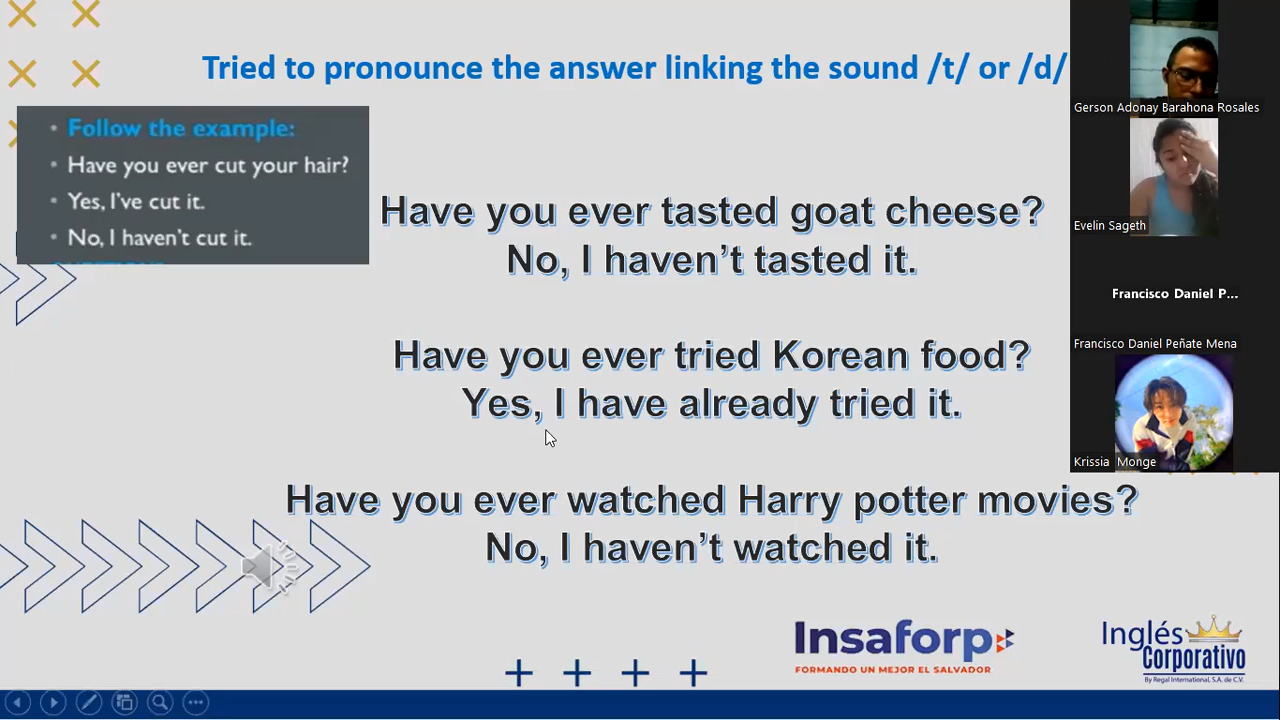 Tried to pronounce the answer linking the sound /t/ or /d/
Follow the example:
Have you ever cut your hair?
Yes, I've cut it.
No, I haven't cut it.
Have you ever tasted goat cheese?
No, I haven't tasted it.
Have you ever tried Korean food?
Yes, I have already tried it.
Have you ever watched Harry potter movies?
No, I haven't watched it.
Insaforp
FORMANDO UN MEJOR EL SALVADOR
Inglés
Corporativo
By Regal International, S.A. de C.V.
Gerson Adonay Barahona Rosales
Evelin Sageth
Francisco Daniel P...
Francisco Daniel Peñate Mena
Krissia Monge